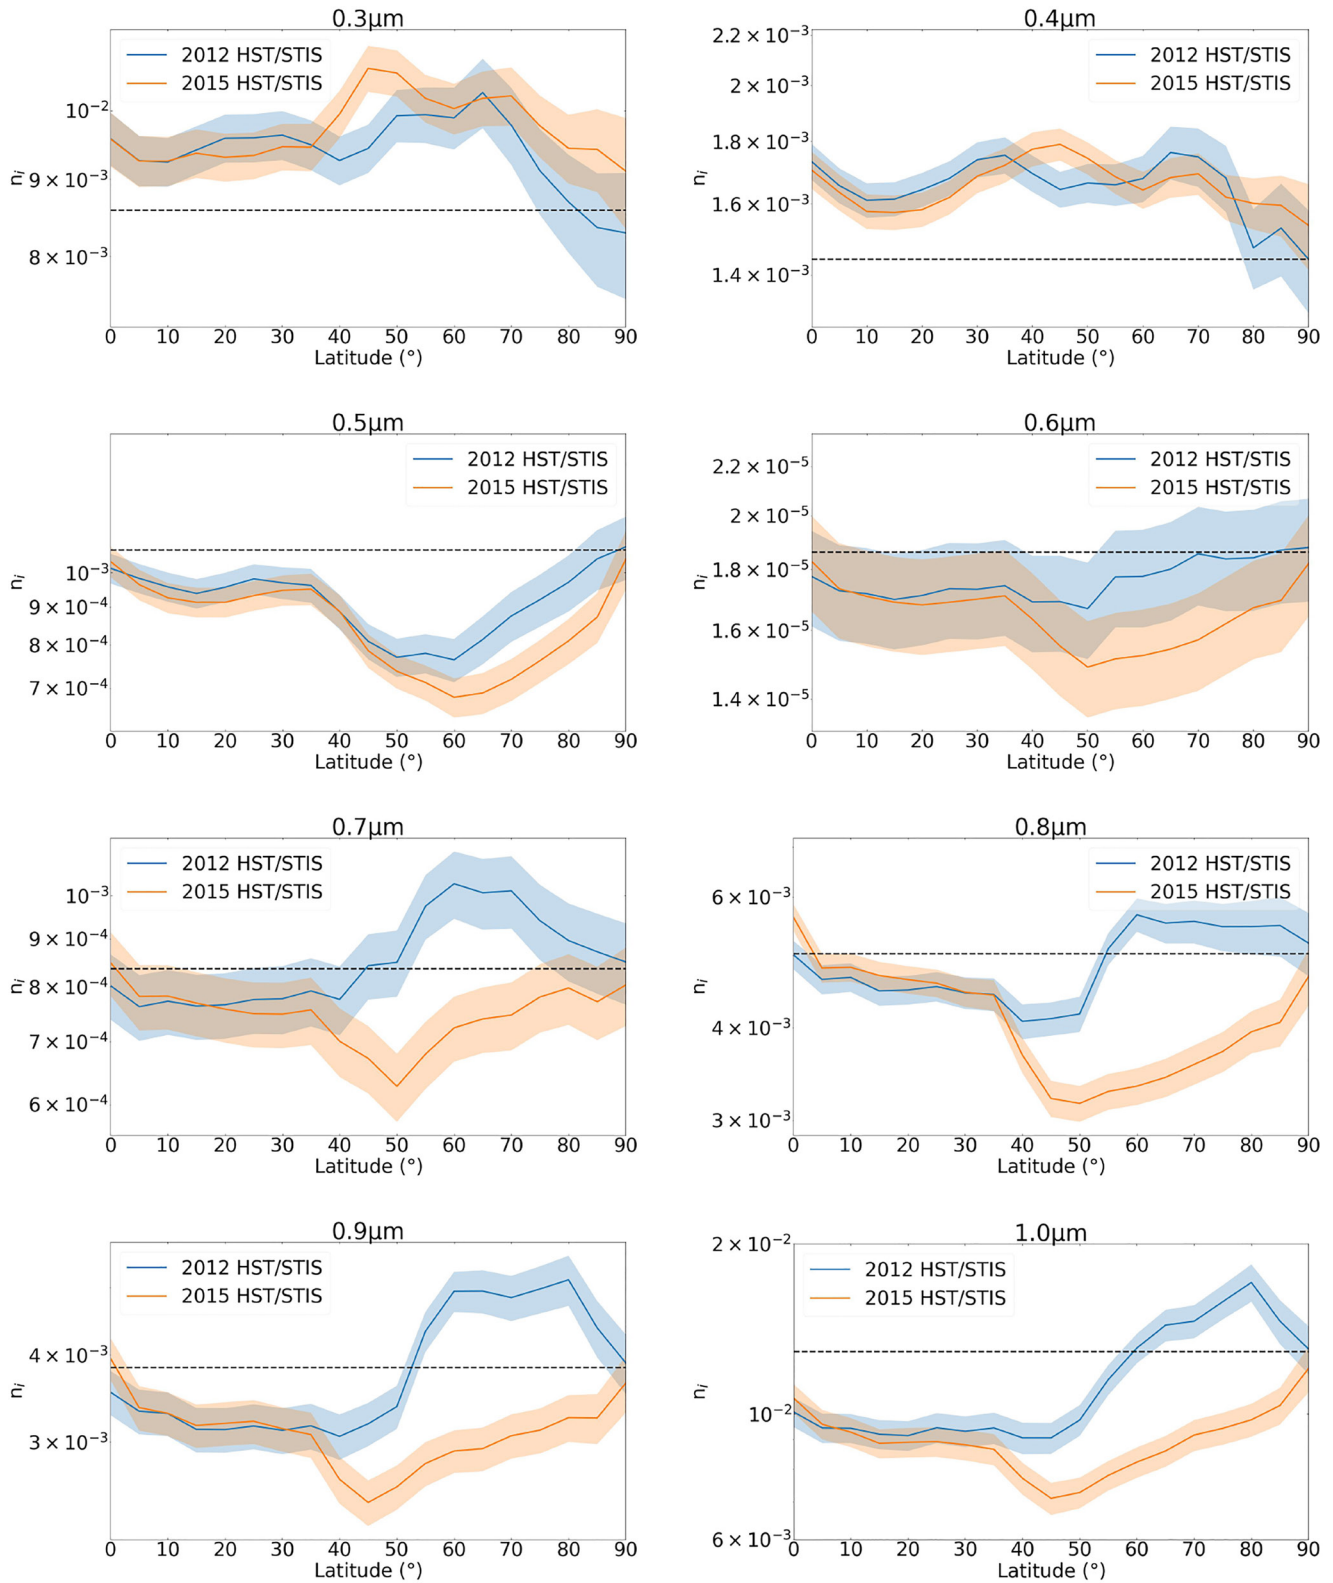 0.3μm
2012 HST/STIS
2015 HST/STIS
10⁻²
9 × 10⁻³
8 × 10⁻³
nᵢ
0 10 20 30 40 50 60 70 80 90
Latitude (°)
0.4μm
2012 HST/STIS
2015 HST/STIS
2.2 × 10⁻³
2 × 10⁻³
1.8 × 10⁻³
1.6 × 10⁻³
1.4 × 10⁻³
nᵢ
0 10 20 30 40 50 60 70 80 90
Latitude (°)
0.5μm
2012 HST/STIS
2015 HST/STIS
10⁻³
9 × 10⁻⁴
8 × 10⁻⁴
7 × 10⁻⁴
nᵢ
0 10 20 30 40 50 60 70 80 90
Latitude (°)
0.6μm
2012 HST/STIS
2015 HST/STIS
2.2 × 10⁻⁵
2 × 10⁻⁵
1.8 × 10⁻⁵
1.6 × 10⁻⁵
1.4 × 10⁻⁵
nᵢ
0 10 20 30 40 50 60 70 80 90
Latitude (°)
0.7μm
2012 HST/STIS
2015 HST/STIS
10⁻³
9 × 10⁻⁴
8 × 10⁻⁴
7 × 10⁻⁴
6 × 10⁻⁴
nᵢ
0 10 20 30 40 50 60 70 80 90
Latitude (°)
0.8μm
2012 HST/STIS
2015 HST/STIS
6 × 10⁻³
4 × 10⁻³
3 × 10⁻³
nᵢ
0 10 20 30 40 50 60 70 80 90
Latitude (°)
0.9μm
2012 HST/STIS
2015 HST/STIS
4 × 10⁻³
3 × 10⁻³
nᵢ
0 10 20 30 40 50 60 70 80 90
Latitude (°)
1.0μm
2012 HST/STIS
2015 HST/STIS
2 × 10⁻²
10⁻²
6 × 10⁻³
nᵢ
0 10 20 30 40 50 60 70 80 90
Latitude (°)